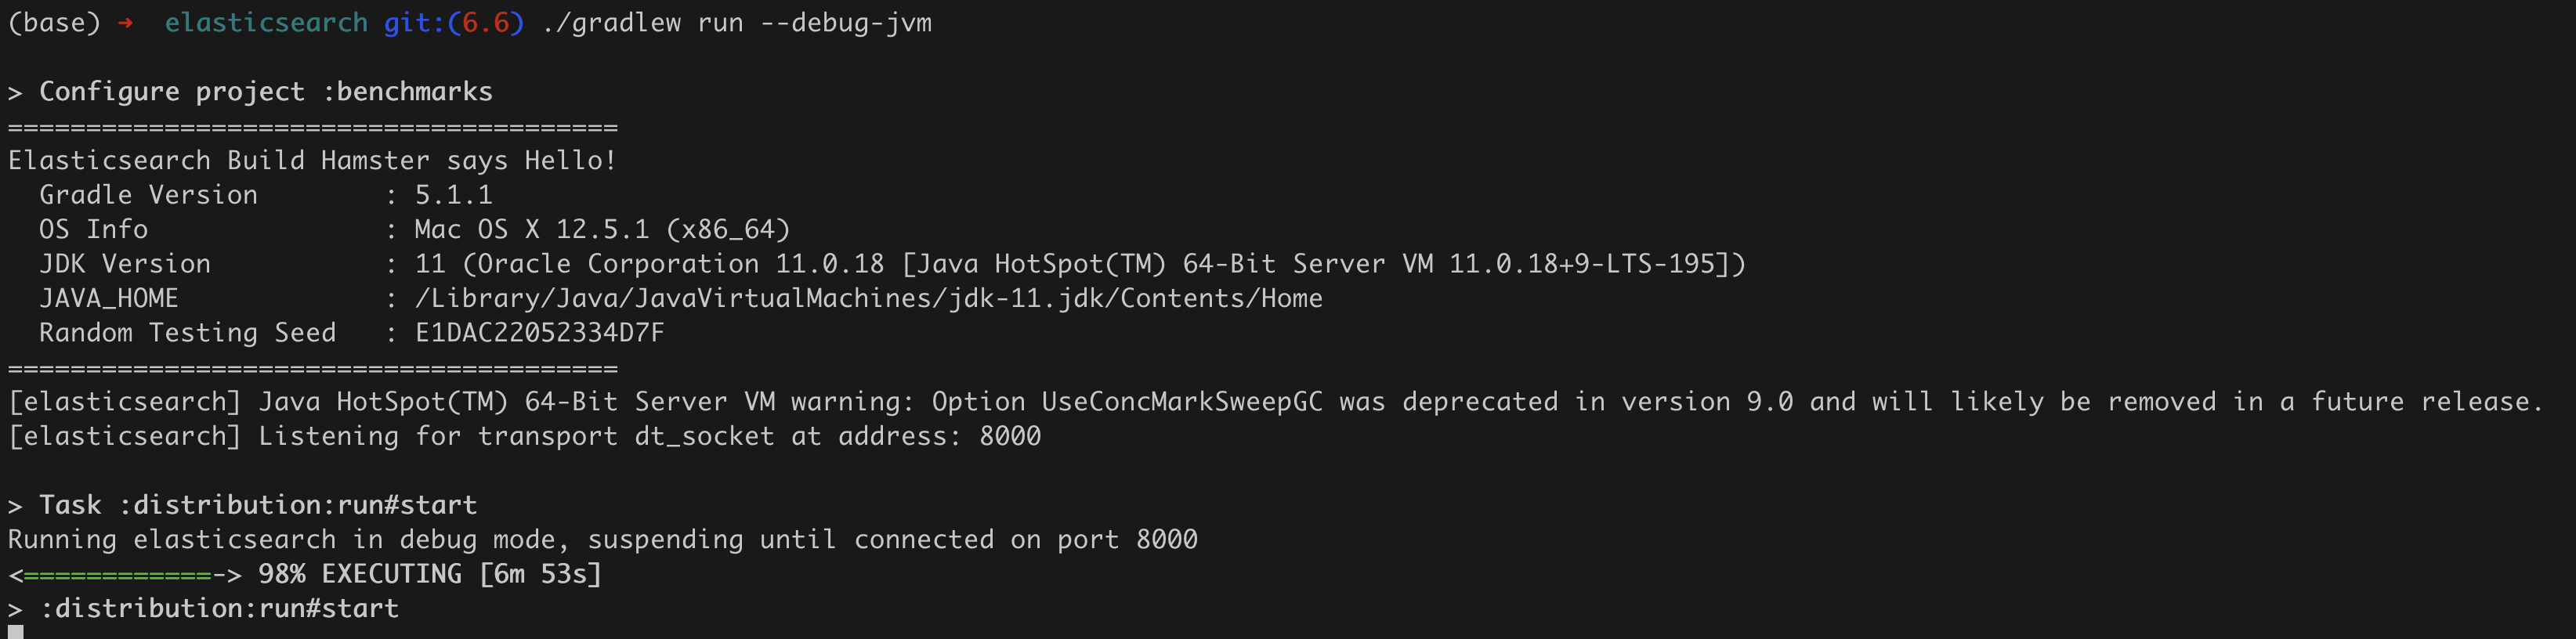 (base) ➜  elasticsearch git:(6.6) ./gradlew run --debug-jvm

> Configure project :benchmarks
=======================================
Elasticsearch Build Hamster says Hello!
  Gradle Version        : 5.1.1
  OS Info               : Mac OS X 12.5.1 (x86_64)
  JDK Version           : 11 (Oracle Corporation 11.0.18 [Java HotSpot(TM) 64-Bit Server VM 11.0.18+9-LTS-195])
  JAVA_HOME             : /Library/Java/JavaVirtualMachines/jdk-11.jdk/Contents/Home
  Random Testing Seed   : E1DAC22052334D7F
=======================================
[elasticsearch] Java HotSpot(TM) 64-Bit Server VM warning: Option UseConcMarkSweepGC was deprecated in version 9.0 and will likely be removed in a future release.
[elasticsearch] Listening for transport dt_socket at address: 8000

> Task :distribution:run#start
Running elasticsearch in debug mode, suspending until connected on port 8000
<============-> 98% EXECUTING [6m 53s]
> :distribution:run#start